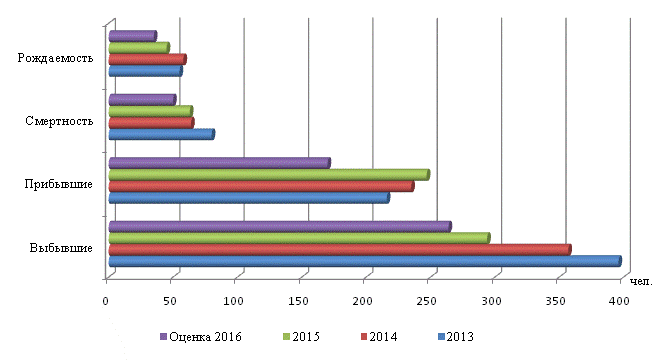 Рождаемость
Смертность
Прибывшие
Выбывшие
чел.
0 50 100 150 200 250 300 350 400
Оценка 2016 2015 2014 2013